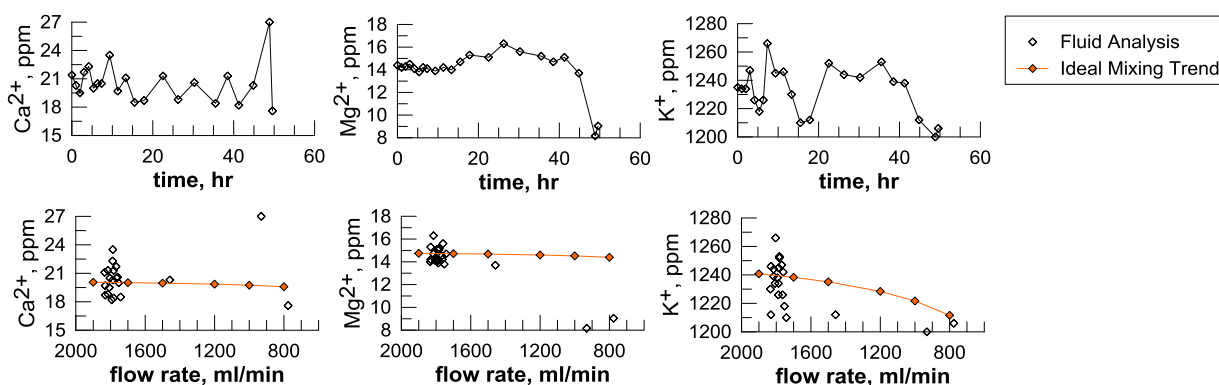 27
24
21
18
15
Ca2+, ppm
0 20 40 60
time, hr
18
16
14
12
10
8
Mg2+, ppm
0 20 40 60
time, hr
1280
1260
1240
1220
1200
K+, ppm
0 20 40 60
time, hr
Fluid Analysis
Ideal Mixing Trend
27
24
21
18
15
Ca2+, ppm
2000 1600 1200 800
flow rate, ml/min
18
16
14
12
10
8
Mg2+, ppm
2000 1600 1200 800
flow rate, ml/min
1280
1260
1240
1220
1200
K+, ppm
2000 1600 1200 800
flow rate, ml/min